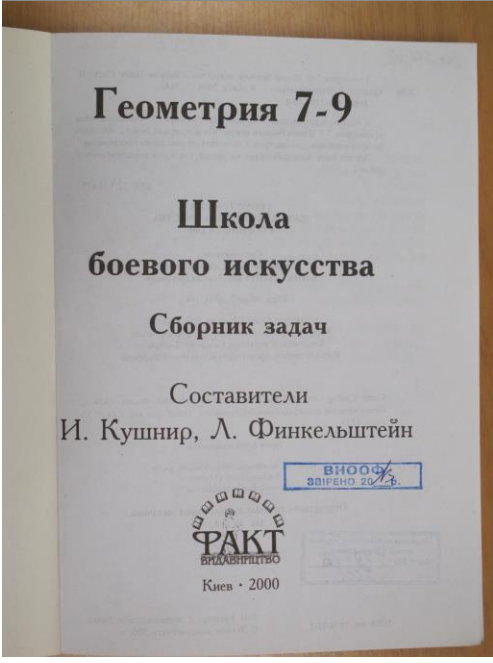 Геометрия 7-9
Школа
боевого искусства
Сборник задач
Составители
И. Кушнир, Л. Финкельштейн
ВНООФ
ЗВІРЕНО 20
ФАКТ
ВИДАВНИЦТВО
Киев · 2000